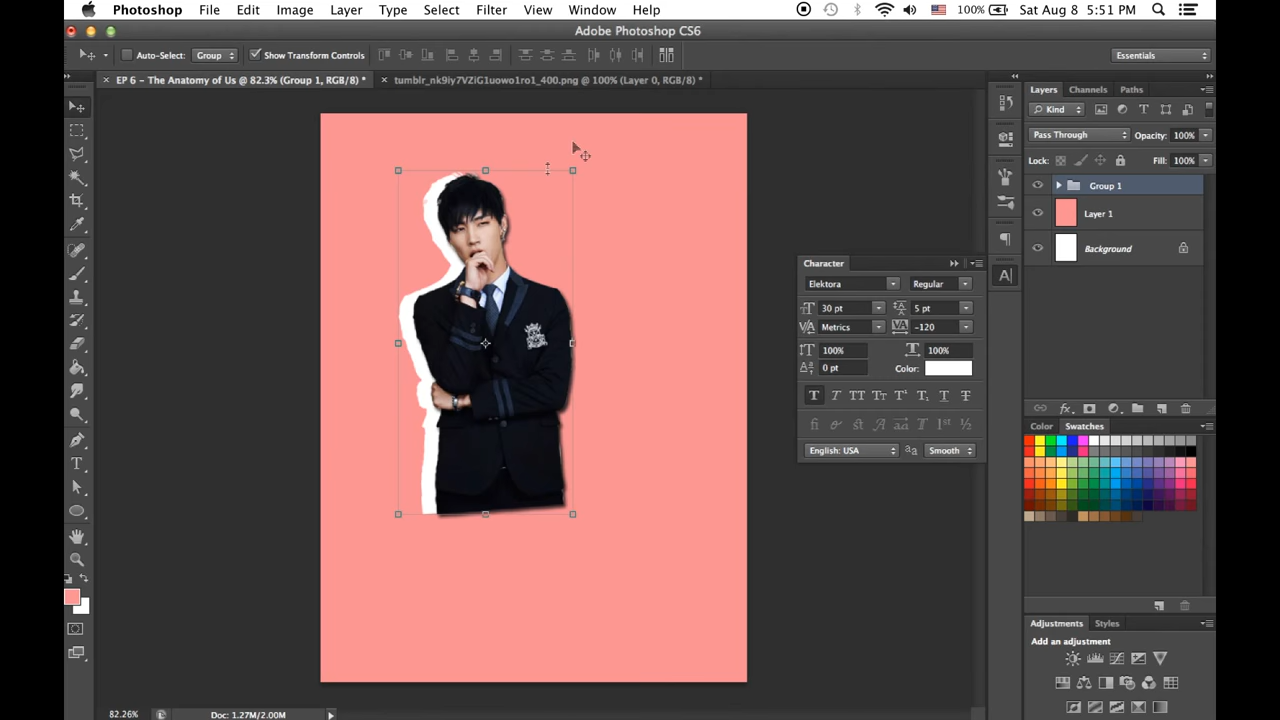 Photoshop File Edit Image Layer Type Select Filter View Window Help 100% Sat Aug 8 5:51 PM
Adobe Photoshop CS6
Auto-Select: Group Show Transform Controls Essentials
× EP 6 – The Anatomy of Us @ 82.3% (Group 1, RGB/8) * × tumblr_nk9iy7VZiG1uowo1ro1_400.png @ 100% (Layer 0, RGB/8) *
Layers Channels Paths
Kind
Pass Through Opacity: 100%
Lock: Fill: 100%
Group 1
Layer 1
Background
Character
Elektora Regular
30 pt 5 pt
Metrics -120
100% 100%
0 pt Color:
English: USA Smooth
Color Swatches
Adjustments Styles
Add an adjustment
82.26% Doc: 1.27M/2.00M